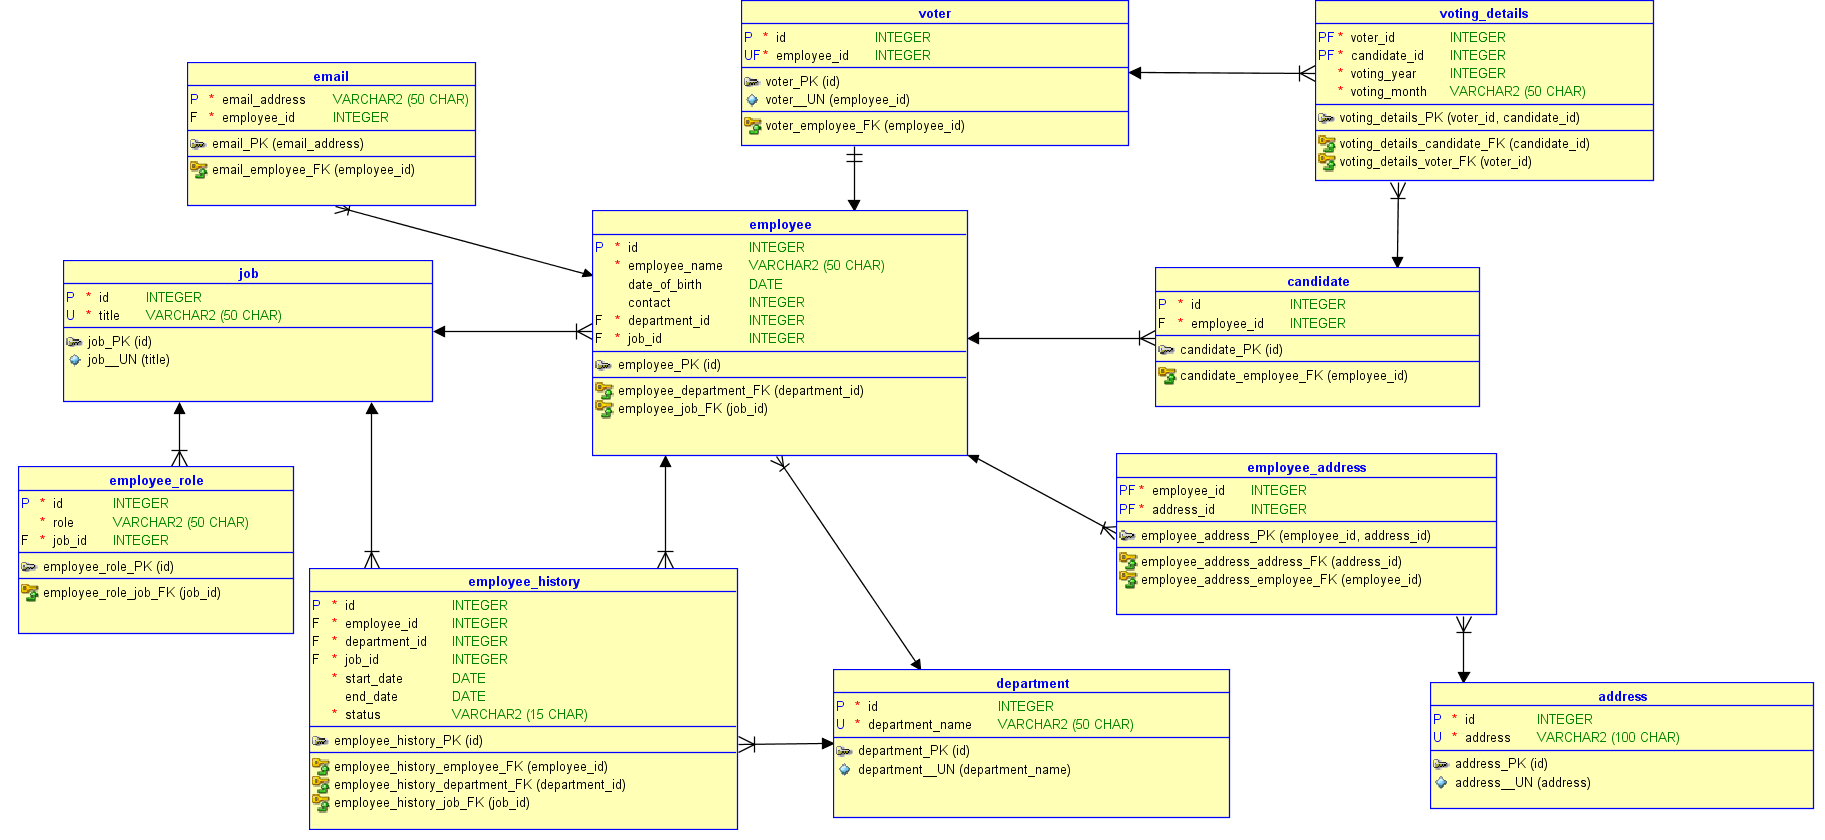 voter
P * id INTEGER
UF * employee_id INTEGER
voter_PK (id)
voter__UN (employee_id)
voter_employee_FK (employee_id)
voting_details
PF * voter_id INTEGER
PF * candidate_id INTEGER
* voting_year INTEGER
* voting_month VARCHAR2 (50 CHAR)
voting_details_PK (voter_id, candidate_id)
voting_details_candidate_FK (candidate_id)
voting_details_voter_FK (voter_id)
email
P * email_address VARCHAR2 (50 CHAR)
F * employee_id INTEGER
email_PK (email_address)
email_employee_FK (employee_id)
employee
P * id INTEGER
* employee_name VARCHAR2 (50 CHAR)
date_of_birth DATE
contact INTEGER
F * department_id INTEGER
F * job_id INTEGER
employee_PK (id)
employee_department_FK (department_id)
employee_job_FK (job_id)
job
P * id INTEGER
U * title VARCHAR2 (50 CHAR)
job_PK (id)
job__UN (title)
candidate
P * id INTEGER
F * employee_id INTEGER
candidate_PK (id)
candidate_employee_FK (employee_id)
employee_role
P * id INTEGER
* role VARCHAR2 (50 CHAR)
F * job_id INTEGER
employee_role_PK (id)
employee_role_job_FK (job_id)
employee_address
PF * employee_id INTEGER
PF * address_id INTEGER
employee_address_PK (employee_id, address_id)
employee_address_address_FK (address_id)
employee_address_employee_FK (employee_id)
employee_history
P * id INTEGER
F * employee_id INTEGER
F * department_id INTEGER
F * job_id INTEGER
* start_date DATE
end_date DATE
* status VARCHAR2 (15 CHAR)
employee_history_PK (id)
employee_history_employee_FK (employee_id)
employee_history_department_FK (department_id)
employee_history_job_FK (job_id)
department
P * id INTEGER
U * department_name VARCHAR2 (50 CHAR)
department_PK (id)
department__UN (department_name)
address
P * id INTEGER
U * address VARCHAR2 (100 CHAR)
address_PK (id)
address__UN (address)